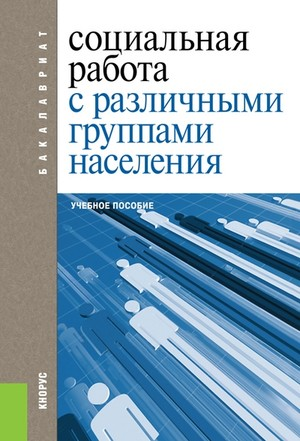 СОЦИАЛЬНАЯ
РАБОТА
С РАЗЛИЧНЫМИ
ГРУППАМИ
НАСЕЛЕНИЯ
УЧЕБНОЕ ПОСОБИЕ
БАКАЛАВРИАТ
КНОРУС